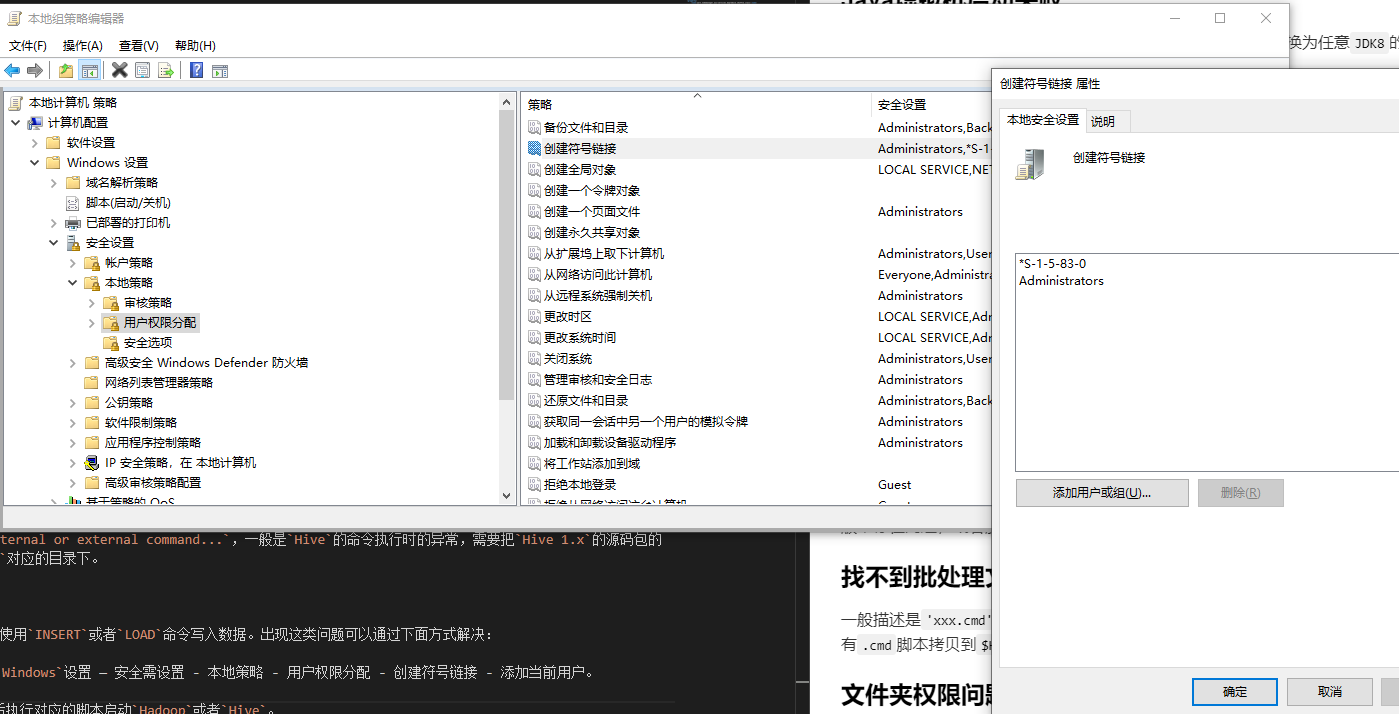 Java虚拟机启动失败
换为任意 JDK8 的
本地组策略编辑器
文件(F) 操作(A) 查看(V) 帮助(H)
本地计算机 策略
计算机配置
软件设置
Windows 设置
域名解析策略
脚本(启动/关机)
已部署的打印机
安全设置
帐户策略
本地策略
审核策略
用户权限分配
安全选项
高级安全 Windows Defender 防火墙
网络列表管理器策略
公钥策略
软件限制策略
应用程序控制策略
IP 安全策略，在 本地计算机
高级审核策略配置
基于策略的 QoS
策略 安全设置
备份文件和目录 Administrators,Back
创建符号链接 Administrators,*S-1-
创建全局对象 LOCAL SERVICE,NET
创建一个令牌对象
创建一个页面文件 Administrators
创建永久共享对象
从扩展坞上取下计算机 Administrators,User
从网络访问此计算机 Everyone,Administra
从远程系统强制关机 Administrators
更改时区 LOCAL SERVICE,Adr
更改系统时间 LOCAL SERVICE,Adr
关闭系统 Administrators,User
管理审核和安全日志 Administrators
还原文件和目录 Administrators,Back
获取同一会话中另一个用户的模拟令牌 Administrators
加载和卸载设备驱动程序 Administrators
将工作站添加到域
拒绝本地登录 Guest
拒绝从网络访问这台计算机 Guest
创建符号链接 属性
本地安全设置 说明
创建符号链接
*S-1-5-83-0
Administrators
添加用户或组(U)... 删除(R)
确定 取消
ternal or external command...`，一般是`Hive`的命令执行时的异常，需要把`Hive 1.x`的源码包的
`对应的目录下。
使用`INSERT`或者`LOAD`命令写入数据。出现这类问题可以通过下面方式解决：
Windows`设置 – 安全需设置 - 本地策略 - 用户权限分配 - 创建符号链接 - 添加当前用户。
后执行对应的脚本启动`Hadoop`或者`Hive`。
找不到批处理文
一般描述是 'xxx.cmd'
有 .cmd 脚本拷贝到 $H
文件夹权限问题